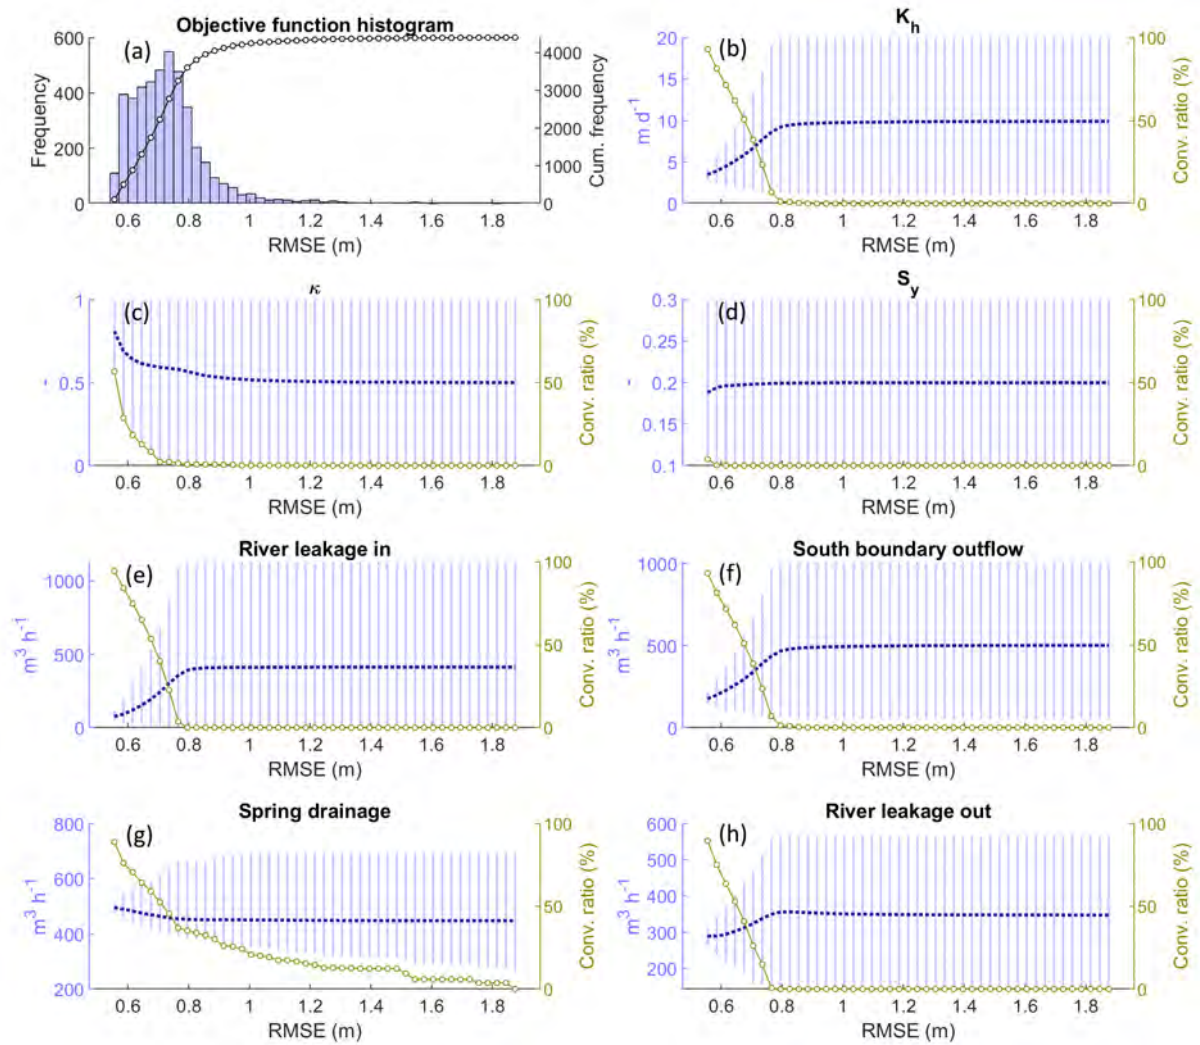 Objective function histogram
(a)
600
400
200
0
Frequency
4000
3000
2000
1000
0
Cum. frequency
0.6 0.8 1 1.2 1.4 1.6 1.8
RMSE (m)
K_h
(b)
20
15
10
5
0
m d⁻¹
100
50
0
Conv. ratio (%)
0.6 0.8 1 1.2 1.4 1.6 1.8
RMSE (m)
κ
(c)
1
0.5
0
-
100
50
0
Conv. ratio (%)
0.6 0.8 1 1.2 1.4 1.6 1.8
RMSE (m)
S_y
(d)
0.3
0.25
0.2
0.15
0.1
-
100
50
0
Conv. ratio (%)
0.6 0.8 1 1.2 1.4 1.6 1.8
RMSE (m)
River leakage in
(e)
1000
500
0
m³ h⁻¹
100
50
0
Conv. ratio (%)
0.6 0.8 1 1.2 1.4 1.6 1.8
RMSE (m)
South boundary outflow
(f)
1000
500
0
m³ h⁻¹
100
50
0
Conv. ratio (%)
0.6 0.8 1 1.2 1.4 1.6 1.8
RMSE (m)
Spring drainage
(g)
800
600
400
200
m³ h⁻¹
100
50
0
Conv. ratio (%)
0.6 0.8 1 1.2 1.4 1.6 1.8
RMSE (m)
River leakage out
(h)
600
500
400
300
200
m³ h⁻¹
100
50
0
Conv. ratio (%)
0.6 0.8 1 1.2 1.4 1.6 1.8
RMSE (m)